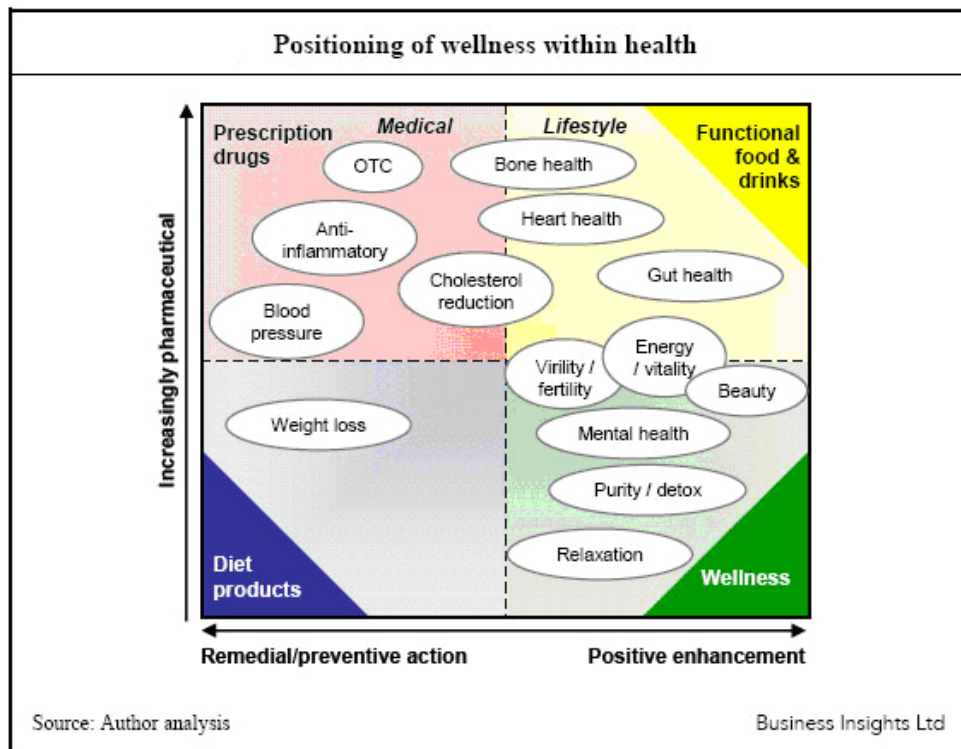 Positioning of wellness within health
Prescription
drugs
Medical
Lifestyle
Functional
food &
drinks
OTC
Bone health
Heart health
Anti-
inflammatory
Gut health
Cholesterol
reduction
Blood
pressure
Energy
/ vitality
Virility /
fertility
Beauty
Weight loss
Mental health
Purity / detox
Relaxation
Diet
products
Wellness
Increasingly pharmaceutical
Remedial/preventive action
Positive enhancement
Source: Author analysis
Business Insights Ltd